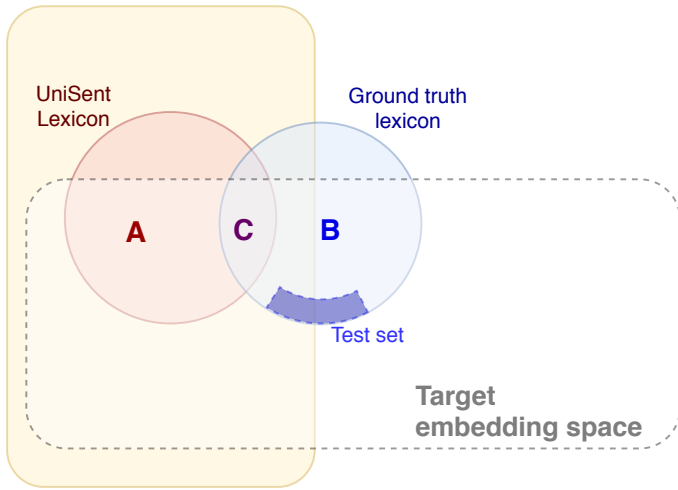 UniSent
Lexicon
Ground truth
lexicon
A
C
B
Test set
Target
embedding space